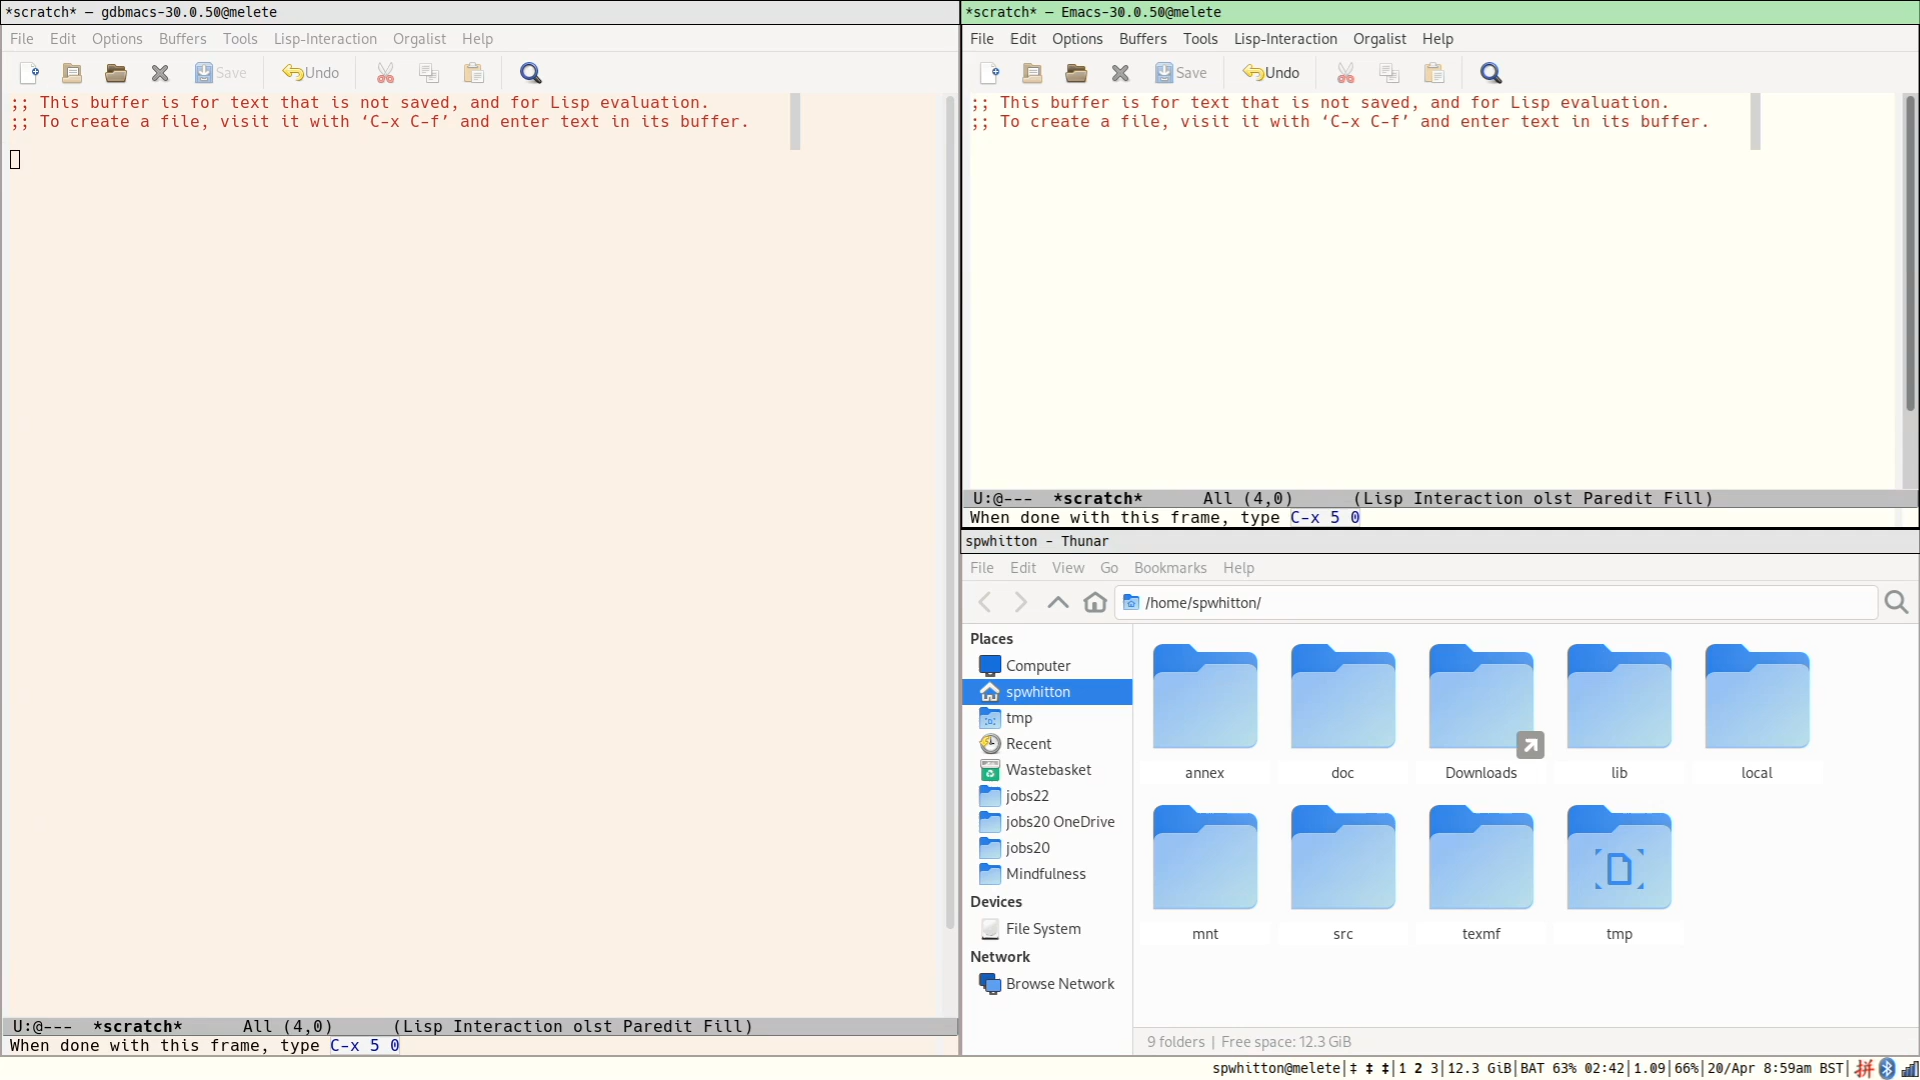 *scratch* — gdbmacs-30.0.50@melete
File Edit Options Buffers Tools Lisp-Interaction Orgalist Help
Save Undo
;; This buffer is for text that is not saved, and for Lisp evaluation.
;; To create a file, visit it with ‘C-x C-f’ and enter text in its buffer.
U:@--- *scratch* All (4,0) (Lisp Interaction olst Paredit Fill)
When done with this frame, type C-x 5 0
*scratch* — Emacs-30.0.50@melete
File Edit Options Buffers Tools Lisp-Interaction Orgalist Help
Save Undo
;; This buffer is for text that is not saved, and for Lisp evaluation.
;; To create a file, visit it with ‘C-x C-f’ and enter text in its buffer.
U:@--- *scratch* All (4,0) (Lisp Interaction olst Paredit Fill)
When done with this frame, type C-x 5 0
spwhitton - Thunar
File Edit View Go Bookmarks Help
/home/spwhitton/
Places
Computer
spwhitton
tmp
Recent
Wastebasket
jobs22
jobs20 OneDrive
jobs20
Mindfulness
Devices
File System
Network
Browse Network
annex doc Downloads lib local
mnt src texmf tmp
9 folders | Free space: 12.3 GiB
spwhitton@melete|‡ ‡ ‡|1 2 3|12.3 GiB|BAT 63% 02:42|1.09|66%|20/Apr 8:59am BST| 拼